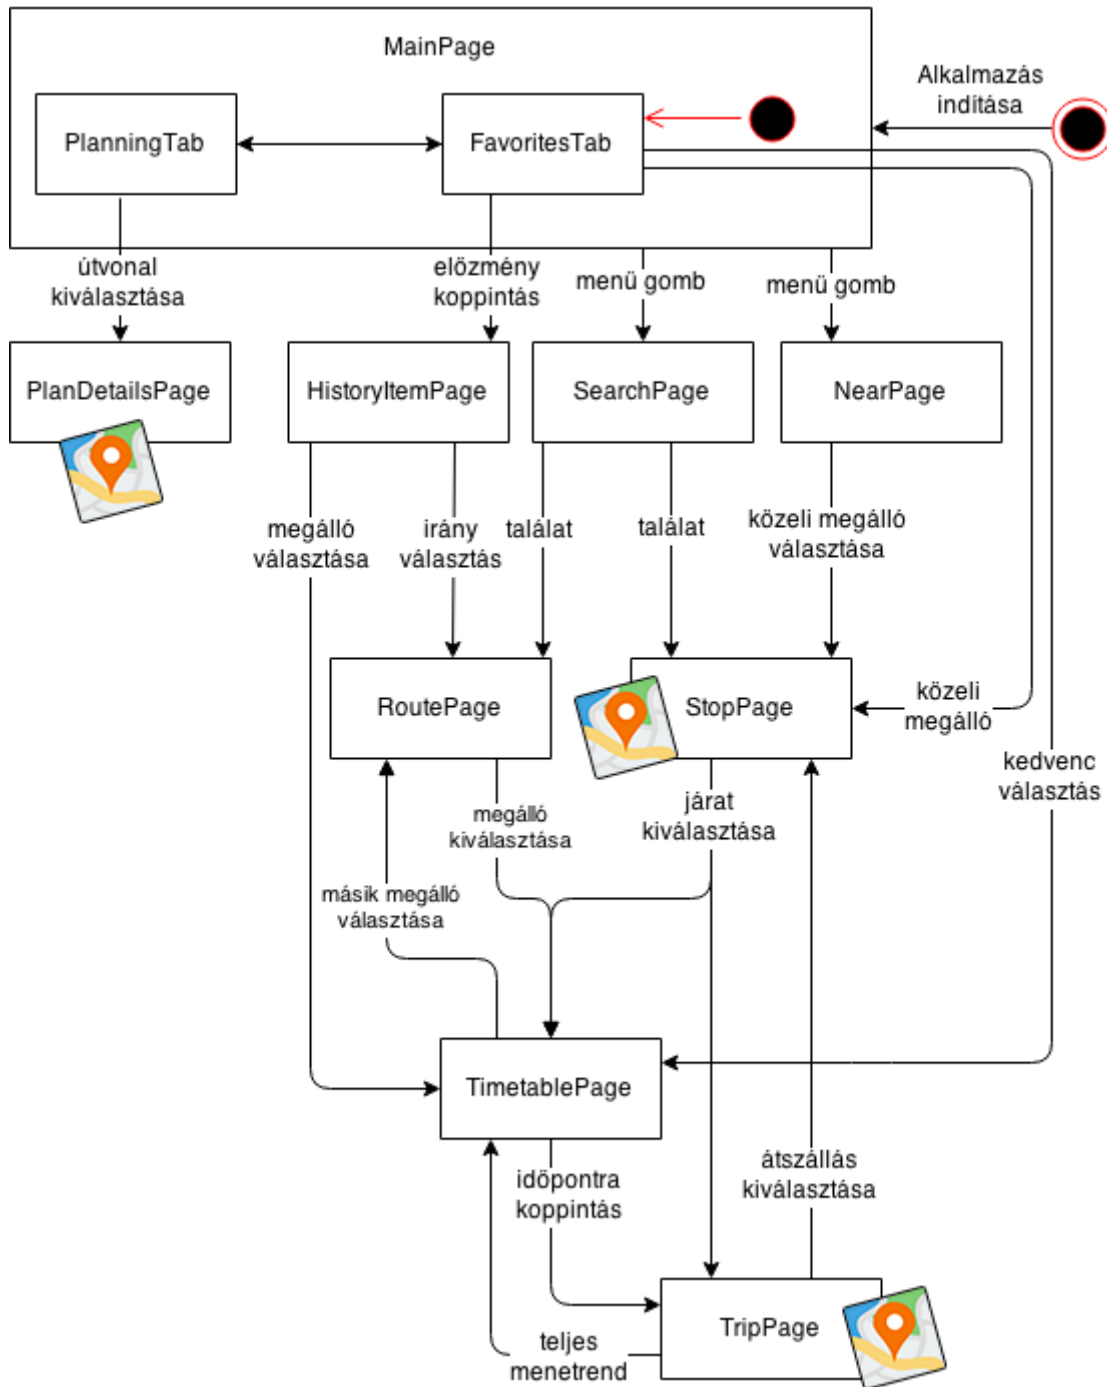 MainPage
Alkalmazás
indítása
PlanningTab
FavoritesTab
útvonal
kiválasztása
előzmény
koppintás
menü gomb
menü gomb
PlanDetailsPage
HistoryItemPage
SearchPage
NearPage
megálló
választása
irány
választás
találat
találat
közeli megálló
választása
RoutePage
StopPage
közeli
megálló
kedvenc
választás
megálló
kiválasztása
járat
kiválasztása
másik megálló
választása
TimetablePage
időpontra
koppintás
átszállás
kiválasztása
TripPage
teljes
menetrend